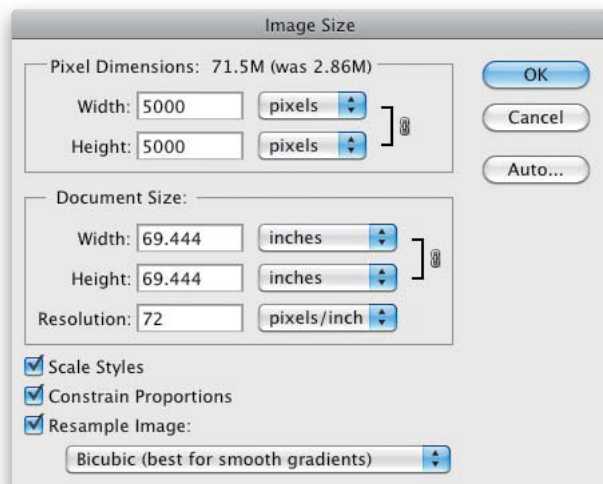 Image Size
Pixel Dimensions: 71.5M (was 2.86M)
OK
Width: 5000 pixels
Cancel
Height: 5000 pixels
Auto...
Document Size:
Width: 69.444 inches
Height: 69.444 inches
Resolution: 72 pixels/inch
Scale Styles
Constrain Proportions
Resample Image:
Bicubic (best for smooth gradients)